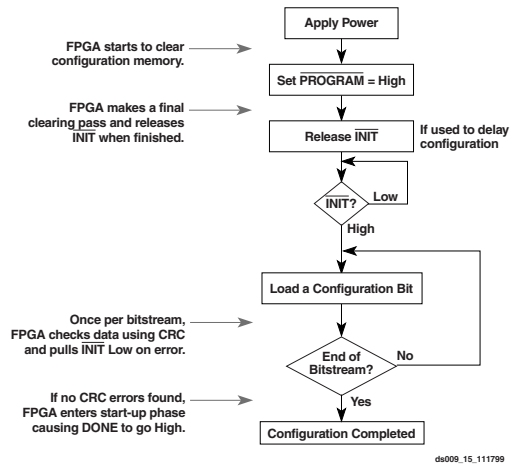 Apply Power
FPGA starts to clear
configuration memory.
Set PROGRAM = High
FPGA makes a final
clearing pass and releases
INIT when finished.
Release INIT
If used to delay
configuration
INIT?
Low
High
Load a Configuration Bit
Once per bitstream,
FPGA checks data using CRC
and pulls INIT Low on error.
End of
Bitstream?
No
Yes
If no CRC errors found,
FPGA enters start-up phase
causing DONE to go High.
Configuration Completed
ds009_15_111799